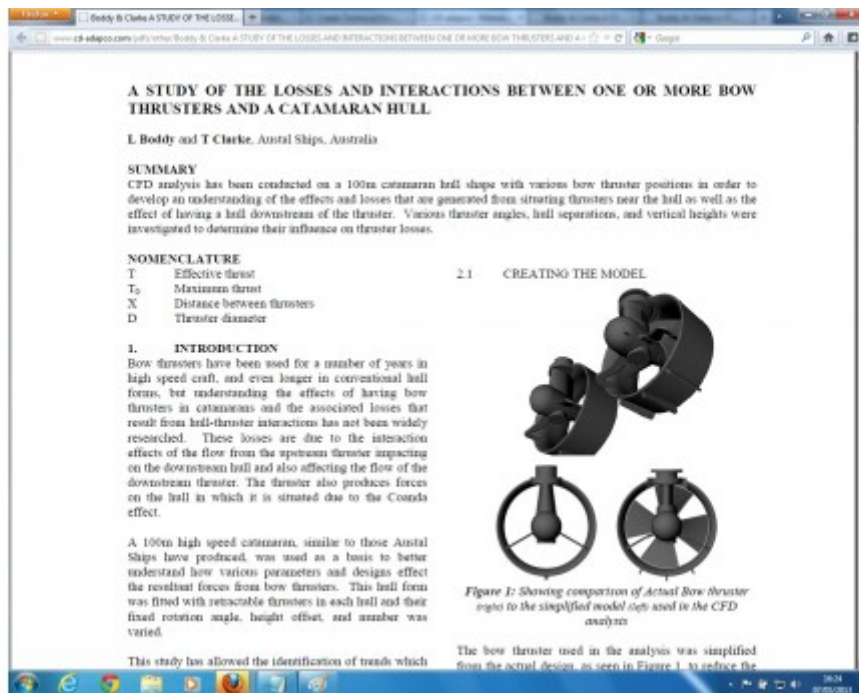 Boddy & Clarke A STUDY OF THE LOSSE...
A STUDY OF THE LOSSES AND INTERACTIONS BETWEEN ONE OR MORE BOW
THRUSTERS AND A CATAMARAN HULL
L Boddy and T Clarke, Austal Ships, Australia
SUMMARY
CFD analysis has been conducted on a 100m catamaran hull shape with various bow thruster positions in order to
develop an understanding of the effects and losses that are generated from situating thrusters near the hull as well as the
effect of having a hull downstream of the thruster. Various thruster angles, hull separations, and vertical heights were
investigated to determine their influence on thruster losses.
NOMENCLATURE
T Effective thrust
T₀ Maximum thrust
X Distance between thrusters
D Thruster diameter
1. INTRODUCTION
Bow thrusters have been used for a number of years in
high speed craft, and even longer in conventional hull
forms, but understanding the effects of having bow
thrusters in catamarans and the associated losses that
result from hull-thruster interactions has not been widely
researched. These losses are due to the interaction
effects of the flow from the upstream thruster impacting
on the downstream hull and also affecting the flow of the
downstream thruster. The thruster also produces forces
on the hull in which it is situated due to the Coanda
effect.
A 100m high speed catamaran, similar to those Austal
Ships have produced, was used as a basis to better
understand how various parameters and designs effect
the resultant forces from bow thrusters. This hull form
was fitted with retractable thrusters in each hull and their
fixed rotation angle, height offset, and number was
varied.
This study has allowed the identification of trends which
2.1 CREATING THE MODEL
Figure 1: Showing comparison of Actual Bow thruster
(right) to the simplified model (left) used in the CFD
analysis
The bow thruster used in the analysis was simplified
from the actual design, as seen in Figure 1, to reduce the